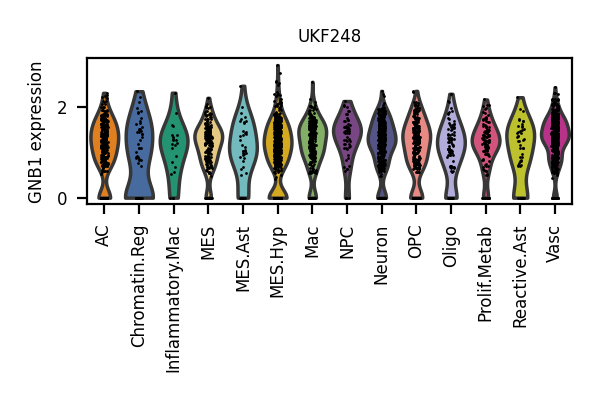 UKF248
GNB1 expression
2
0
AC
Chromatin.Reg
Inflammatory.Mac
MES
MES.Ast
MES.Hyp
Mac
NPC
Neuron
OPC
Oligo
Prolif.Metab
Reactive.Ast
Vasc